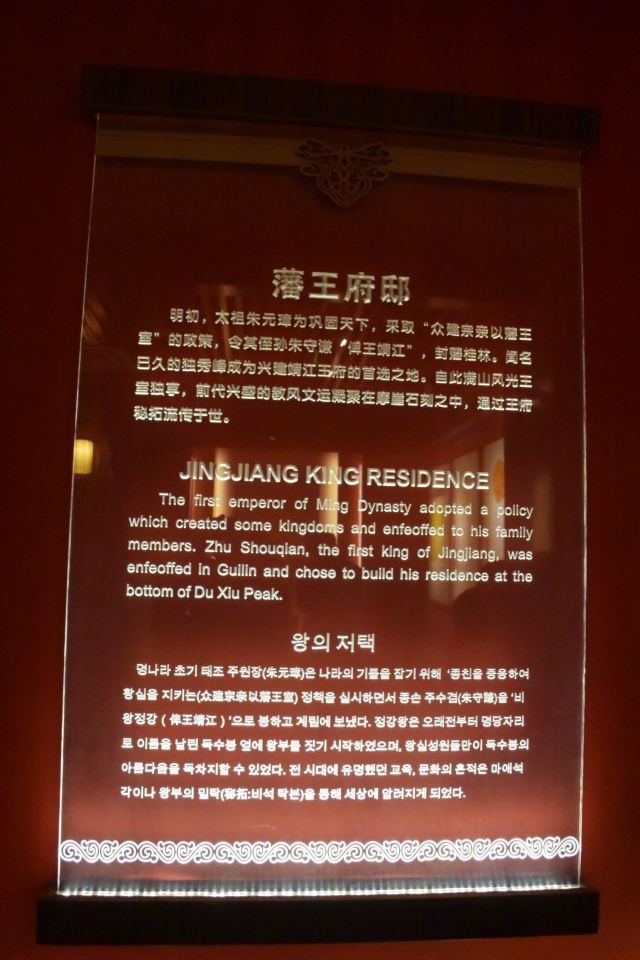 藩王府邸
明初，太祖朱元璋为巩固天下，采取“众建宗亲以藩王
室”的政策，令其侄孙朱守谦“俾王靖江”，封藩桂林。闻名
已久的独秀峰成为兴建靖江王府的首选之地。自此满山风光王
室独享，前代兴盛的教风文运凝聚在摩崖石刻之中，通过王府
秘拓流传于世。
JINGJIANG KING RESIDENCE
The first emperor of Ming Dynasty adopted a policy
which created some kingdoms and enfeoffed to his family
members. Zhu Shouqian, the first king of Jingjiang, was
enfeoffed in Guilin and chose to build his residence at the
bottom of Du Xiu Peak.
왕의 저택
명나라 초기 태조 주원장(朱元璋)은 나라의 기틀을 잡기 위해 ‘종친을 중용하여
황실을 지키는(众建宗亲以藩王室) 정책을 실시하면서 종손 주수겸(朱守謙)을 ‘비
왕정강 ( 俾王靖江 ) ’으로 봉하고 계림에 보냈다. 정강왕은 오래전부터 명당자리
로 이름을 날린 독수봉 옆에 왕부를 짓기 시작하였으며, 왕실성원들만이 독수봉의
아름다움을 독차지할 수 있었다. 전 시대에 유명했던 교육, 문화의 흔적은 마애석
각이나 왕부의 밀탁(秘拓:비석 탁본)을 통해 세상에 알려지게 되었다.